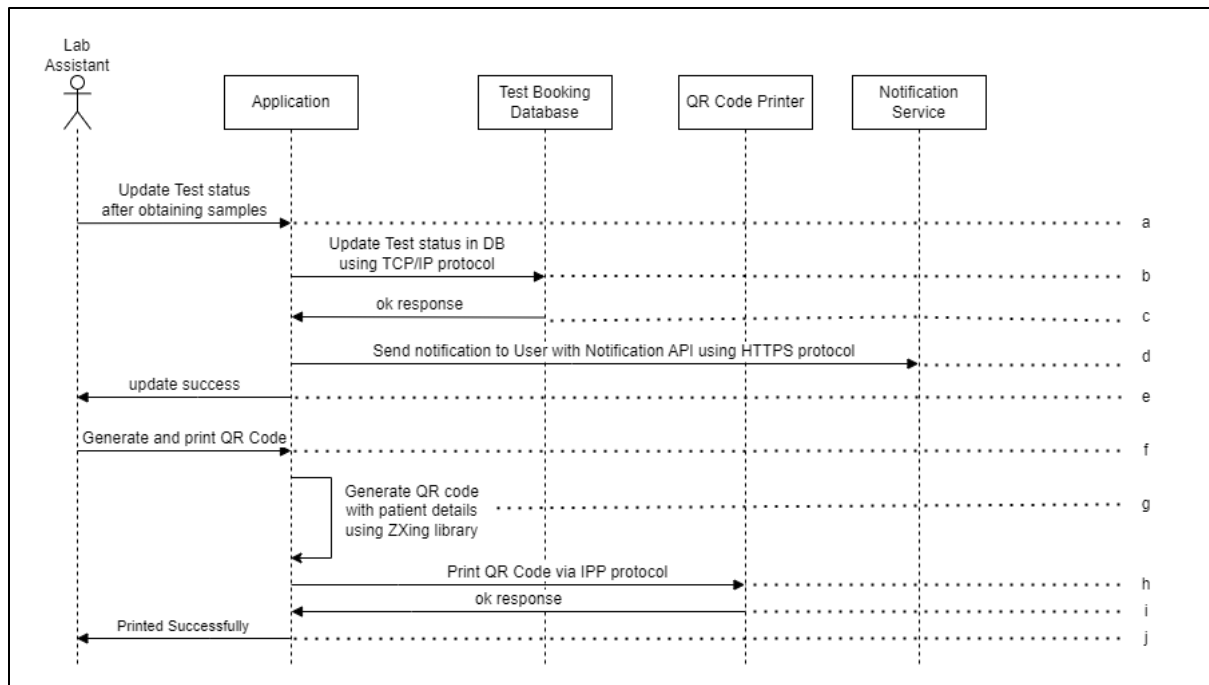 Lab
Assistant
Application
Test Booking
Database
QR Code Printer
Notification
Service
Update Test status
after obtaining samples
a
Update Test status in DB
using TCP/IP protocol
b
ok response
c
Send notification to User with Notification API using HTTPS protocol
d
update success
e
Generate and print QR Code
f
Generate QR code
with patient details
using ZXing library
g
Print QR Code via IPP protocol
h
ok response
i
Printed Successfully
j